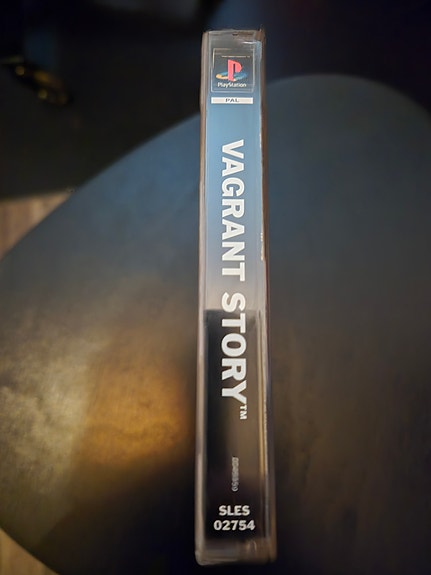 PlayStation
PAL
VAGRANT STORY™
SLES
02754